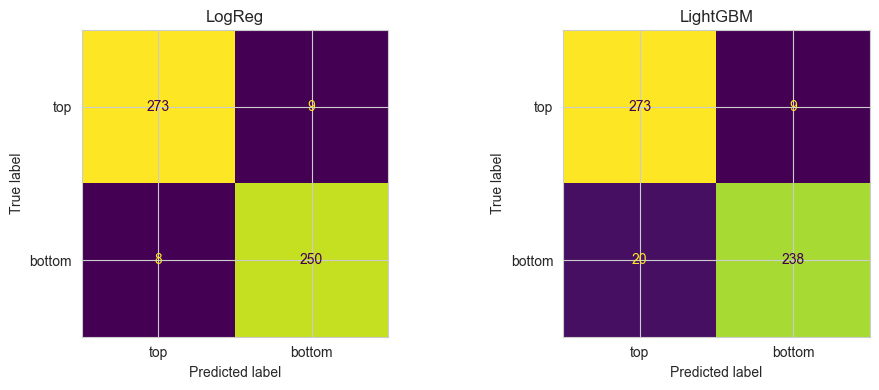 LogReg
True label
top
273
9
bottom
8
250
top
bottom
Predicted label
LightGBM
True label
top
273
9
bottom
20
238
top
bottom
Predicted label